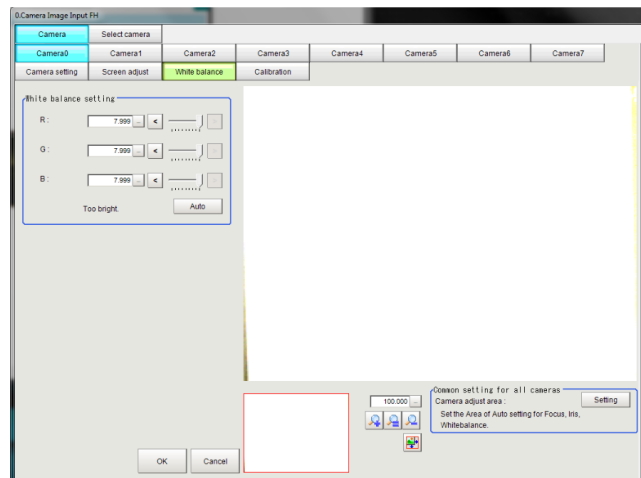 0.Camera Image Input FH
Camera Select camera
Camera0 Camera1 Camera2 Camera3 Camera4 Camera5 Camera6 Camera7
Camera setting Screen adjust White balance Calibration
White balance setting
R : 7.999 ... <
G : 7.999 ... <
B : 7.999 ... <
Too bright. Auto
100.000 ...
Common setting for all cameras
Camera adjust area : Setting
Set the Area of Auto setting for Focus, Iris,
Whitebalance.
OK Cancel